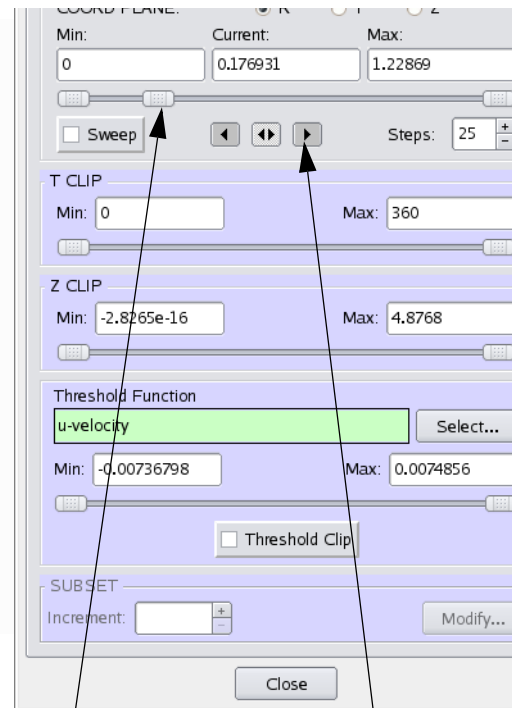 COORD PLANE: R T Z
Min: Current: Max:
0 0.176931 1.22869
Sweep Steps: 25
T CLIP
Min: 0 Max: 360
Z CLIP
Min: -2.8265e-16 Max: 4.8768
Threshold Function
u-velocity Select...
Min: -0.00736798 Max: 0.0074856
Threshold Clip
SUBSET
Increment: Modify...
Close